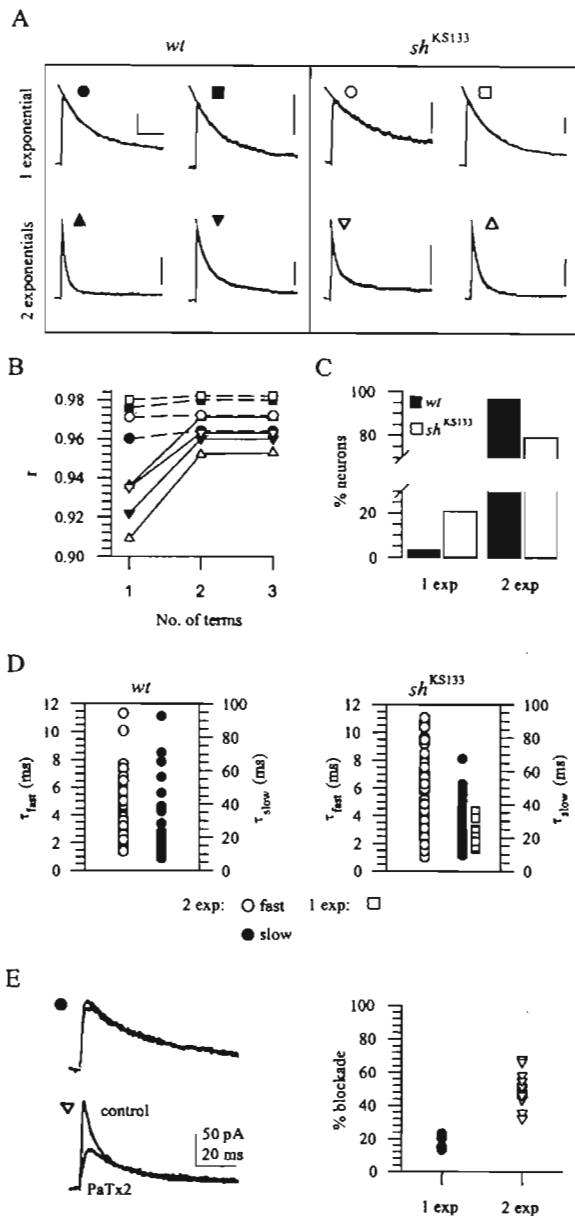 A
wt
sh^KS133
1 exponential
2 exponentials
B
0.98
0.96
0.94
0.92
0.90
r
1 2 3
No. of terms
C
100
80
20
0
% neurons
wt
sh^KS133
1 exp 2 exp
D
wt
sh^KS133
12 10 8 6 4 2 0
τfast (ms)
100 80 60 40 20 0
τslow (ms)
12 10 8 6 4 2 0
τfast (ms)
100 80 60 40 20 0
τslow (ms)
2 exp: fast 1 exp:
slow
E
control
50 pA
20 ms
PaTx2
100
80
60
40
20
0
% blockade
1 exp 2 exp